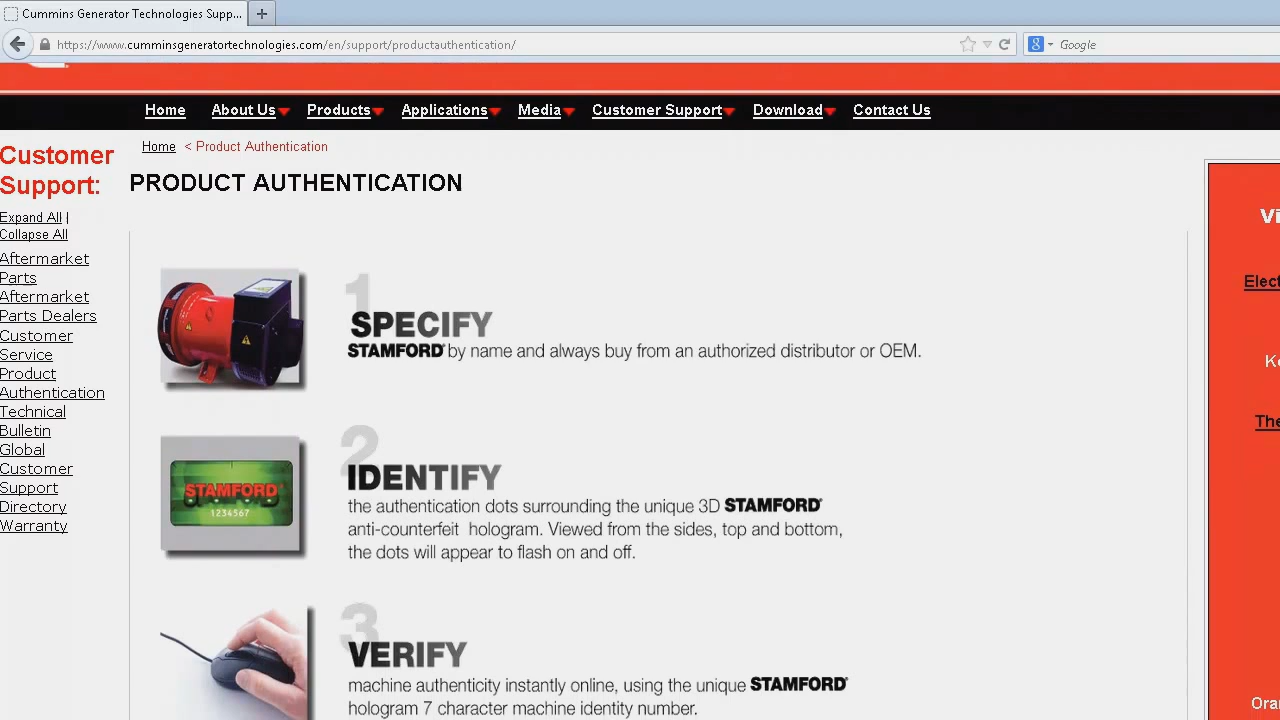 Cummins Generator Technologies Supp...
https://www.cumminsgeneratortechnologies.com/en/support/productauthentication/
Google
Home About Us Products Applications Media Customer Support Download Contact Us
Home < Product Authentication
Customer
Support:
Expand All |
Collapse All
Aftermarket
Parts
Aftermarket
Parts Dealers
Customer
Service
Product
Authentication
Technical
Bulletin
Global
Customer
Support
Directory
Warranty
PRODUCT AUTHENTICATION
1
SPECIFY
STAMFORD by name and always buy from an authorized distributor or OEM.
STAMFORD
1234567
2
IDENTIFY
the authentication dots surrounding the unique 3D STAMFORD
anti-counterfeit hologram. Viewed from the sides, top and bottom,
the dots will appear to flash on and off.
3
VERIFY
machine authenticity instantly online, using the unique STAMFORD
hologram 7 character machine identity number.